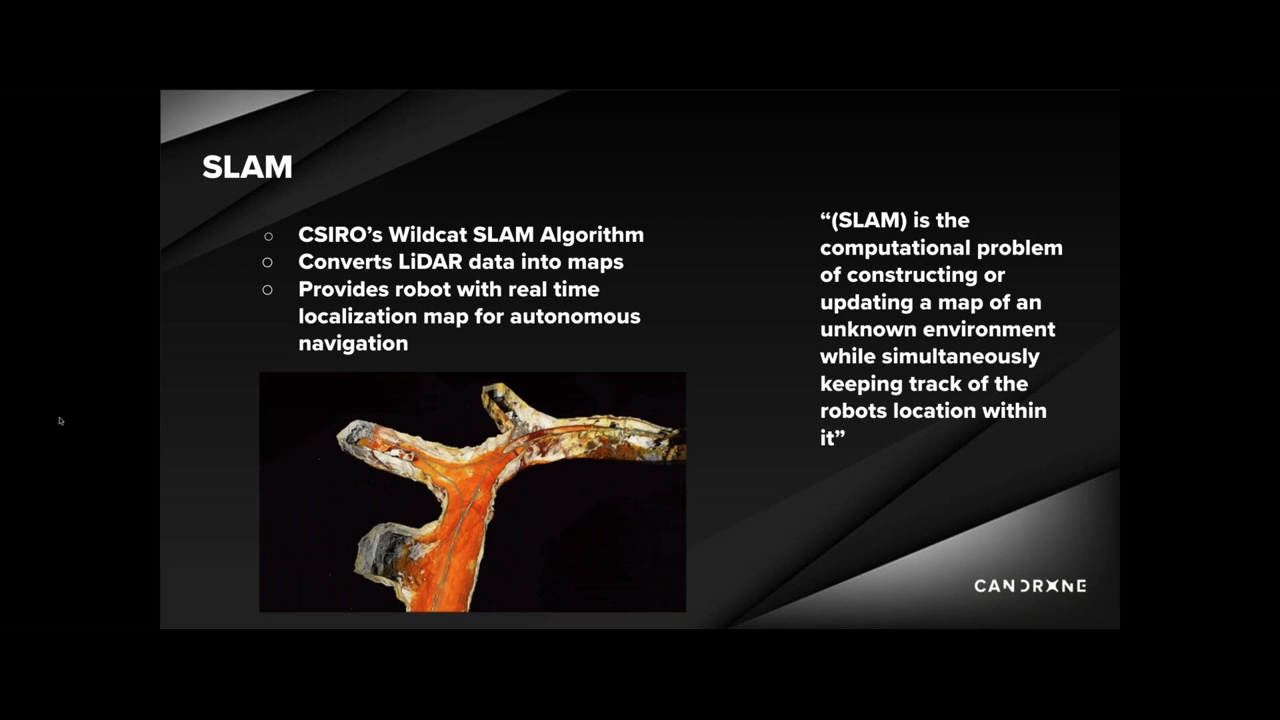 SLAM
CSIRO’s Wildcat SLAM Algorithm
Converts LiDAR data into maps
Provides robot with real time
localization map for autonomous
navigation
“(SLAM) is the
computational problem
of constructing or
updating a map of an
unknown environment
while simultaneously
keeping track of the
robots location within
it”
CANDRONE